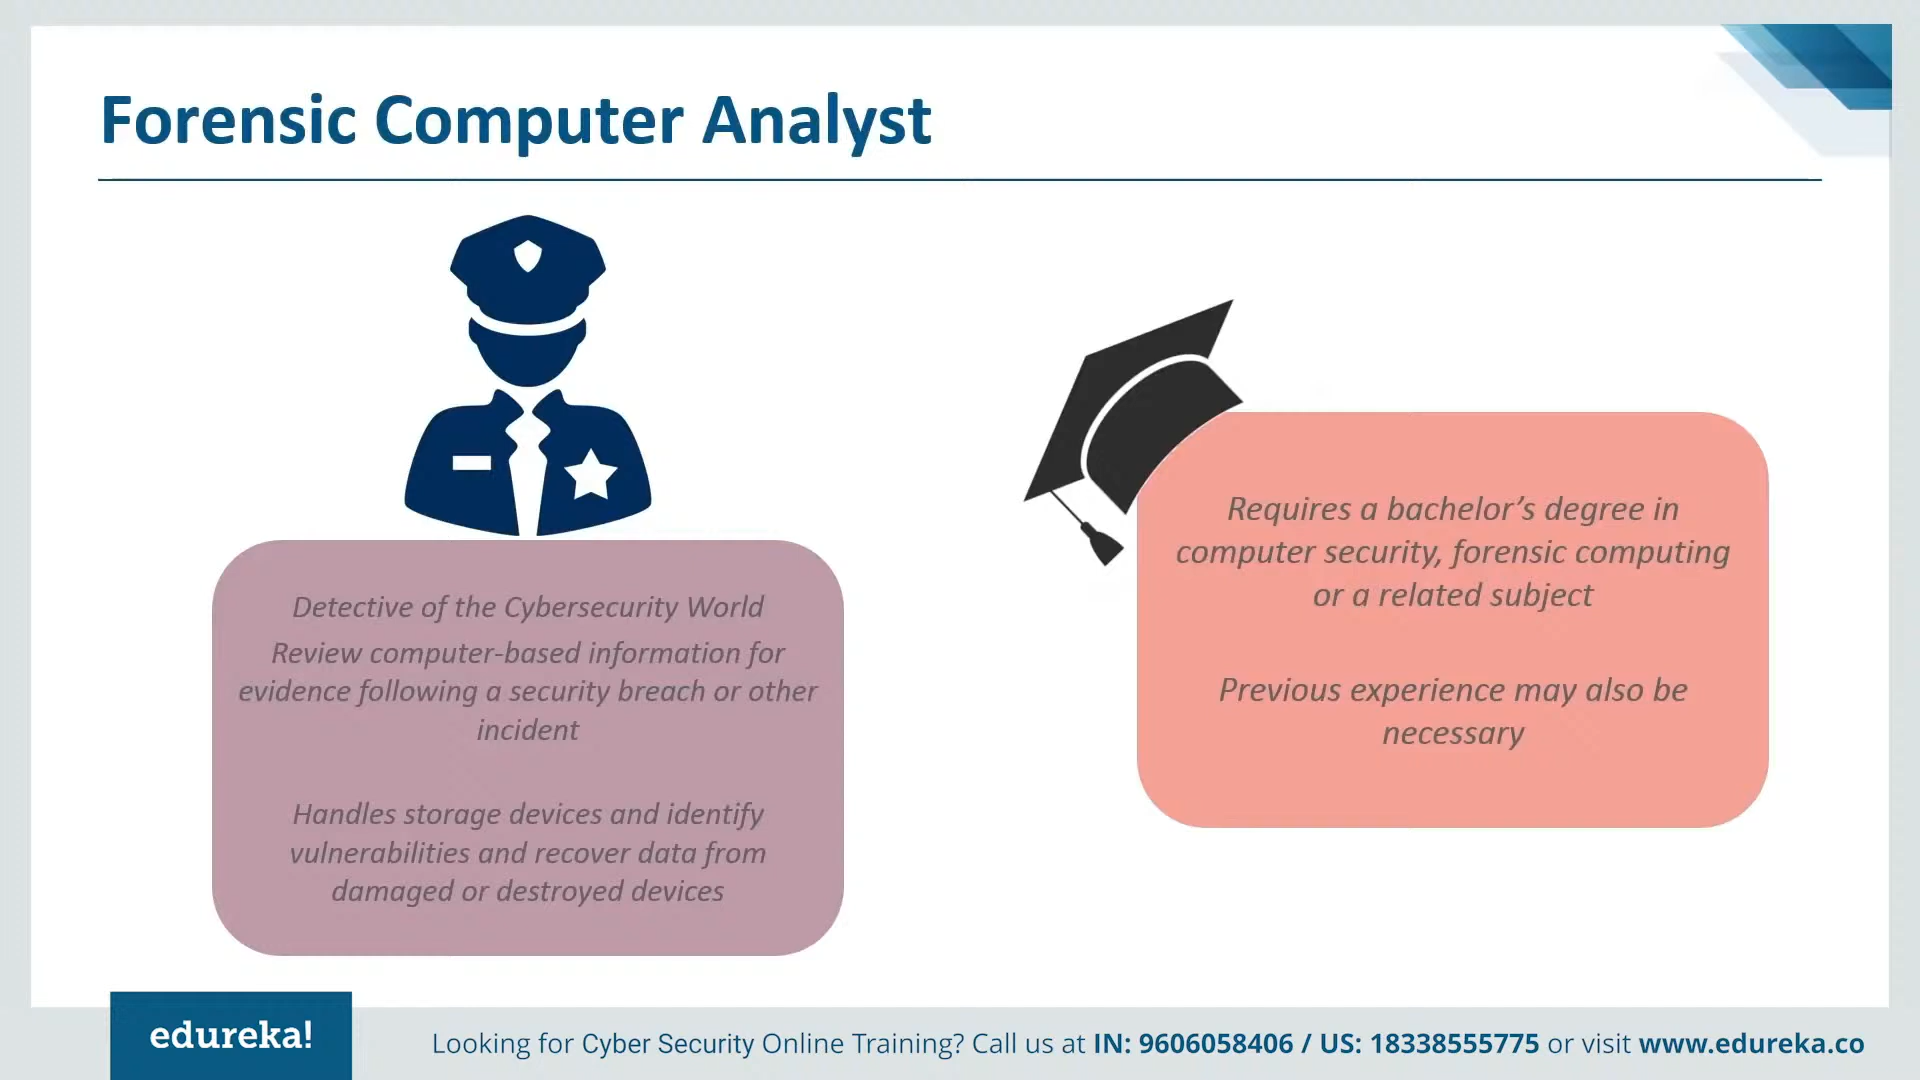 Forensic Computer Analyst
Detective of the Cybersecurity World
Review computer-based information for
evidence following a security breach or other
incident
Handles storage devices and identify
vulnerabilities and recover data from
damaged or destroyed devices
Requires a bachelor’s degree in
computer security, forensic computing
or a related subject
Previous experience may also be
necessary
edureka!
Looking for Cyber Security Online Training? Call us at IN: 9606058406 / US: 18338555775 or visit www.edureka.co